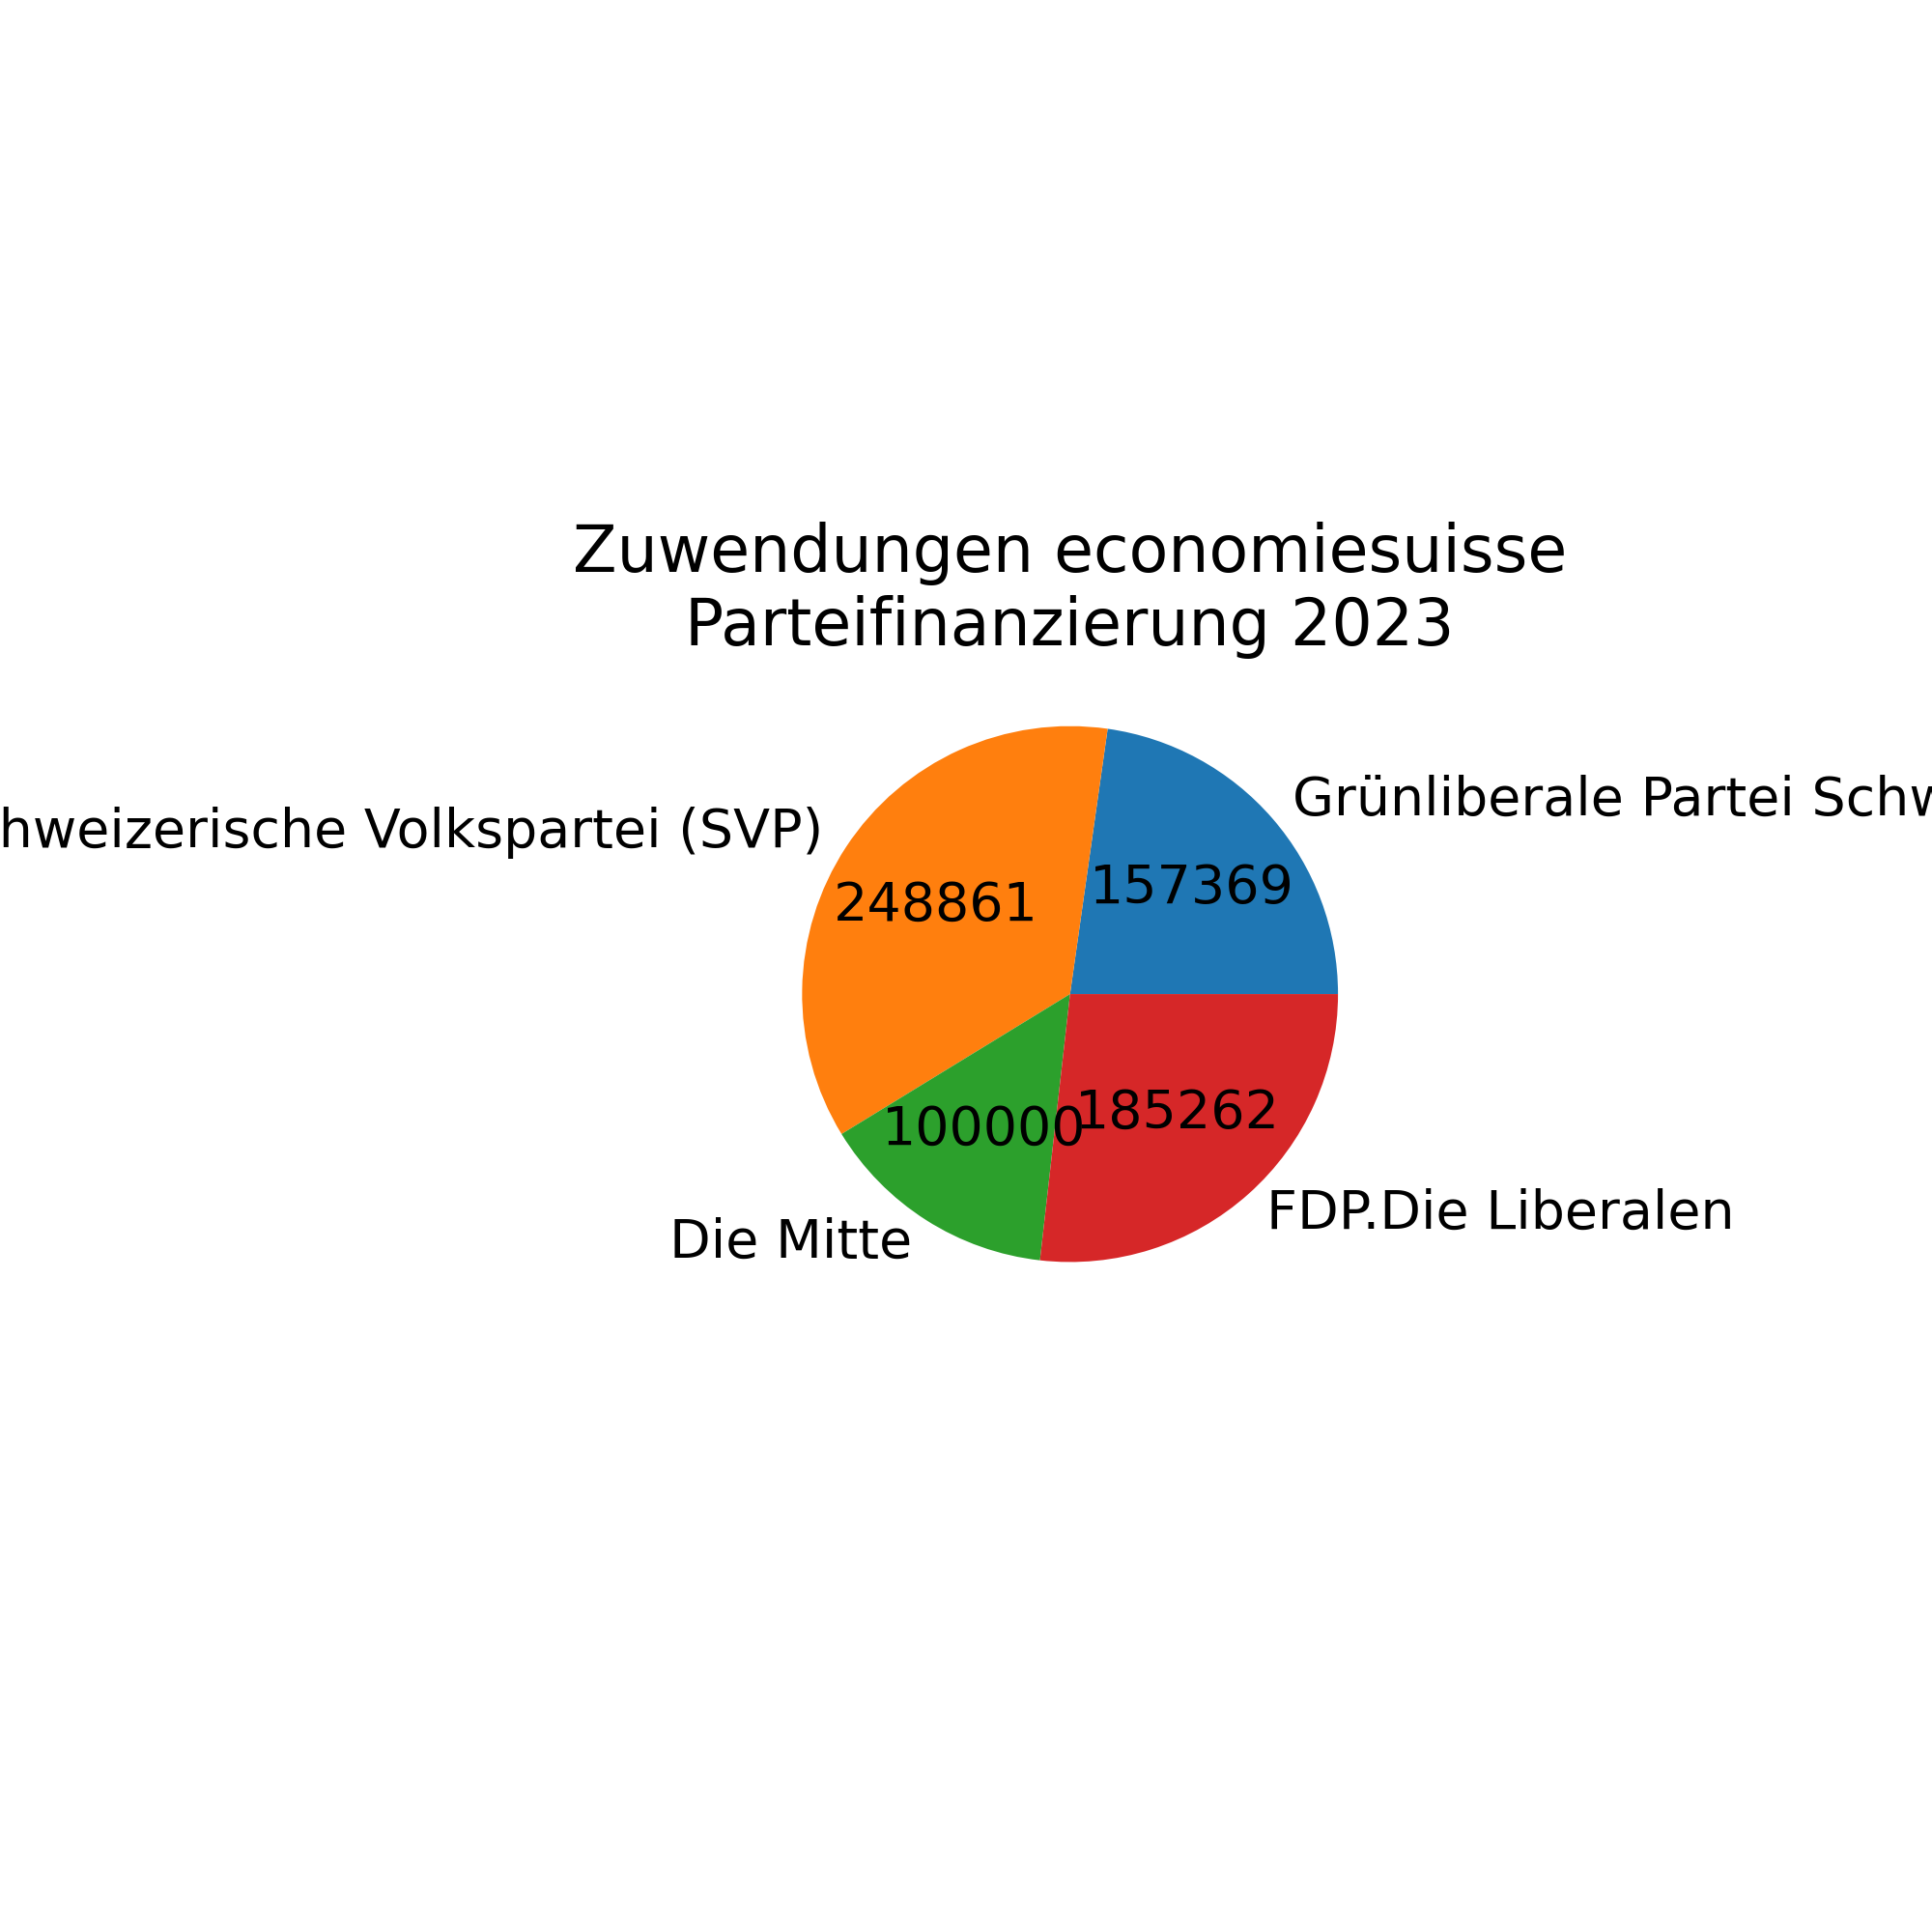 Zuwendungen economiesuisse
Parteifinanzierung 2023
Grünliberale Partei Schw
hweizerische Volkspartei (SVP)
157369
248861
185262
100000
FDP.Die Liberalen
Die Mitte